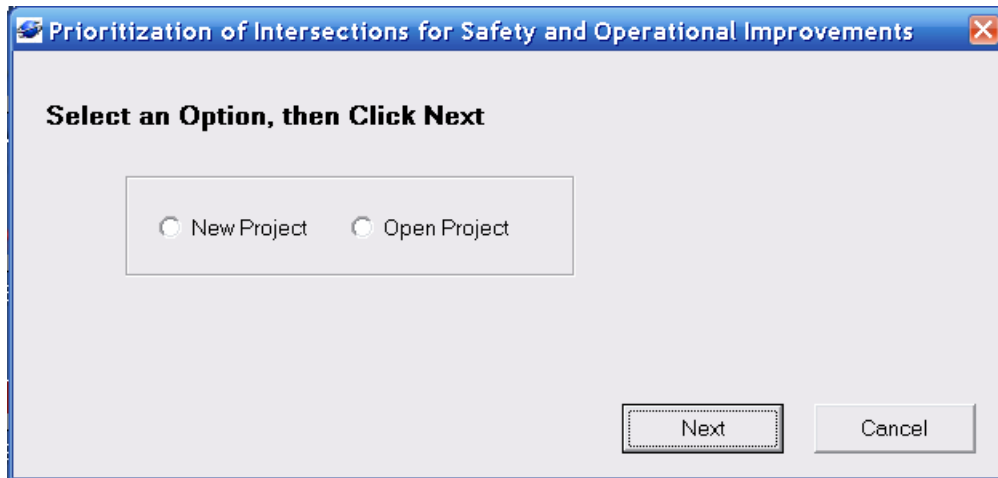 Prioritization of Intersections for Safety and Operational Improvements
Select an Option, then Click Next
New Project Open Project
Next Cancel